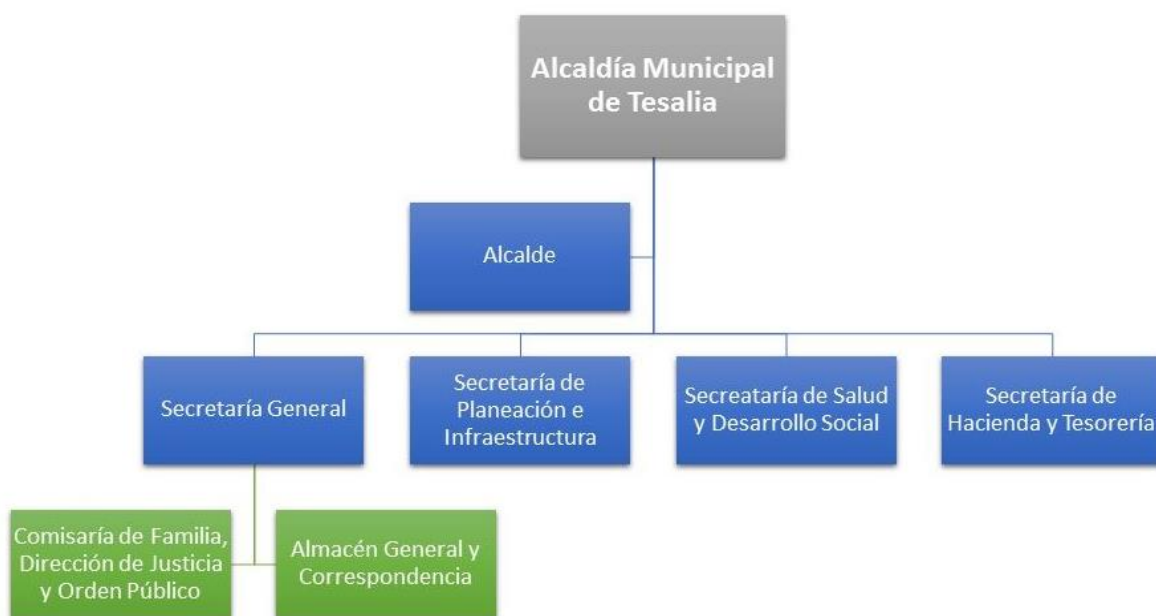 Alcaldía Municipal
de Tesalia
Alcalde
Secretaría General
Secretaría de
Planeación e
Infraestructura
Secreataría de Salud
y Desarrollo Social
Secretaría de
Hacienda y Tesorería
Comisaría de Familia,
Dirección de Justicia
y Orden Público
Almacén General y
Correspondencia